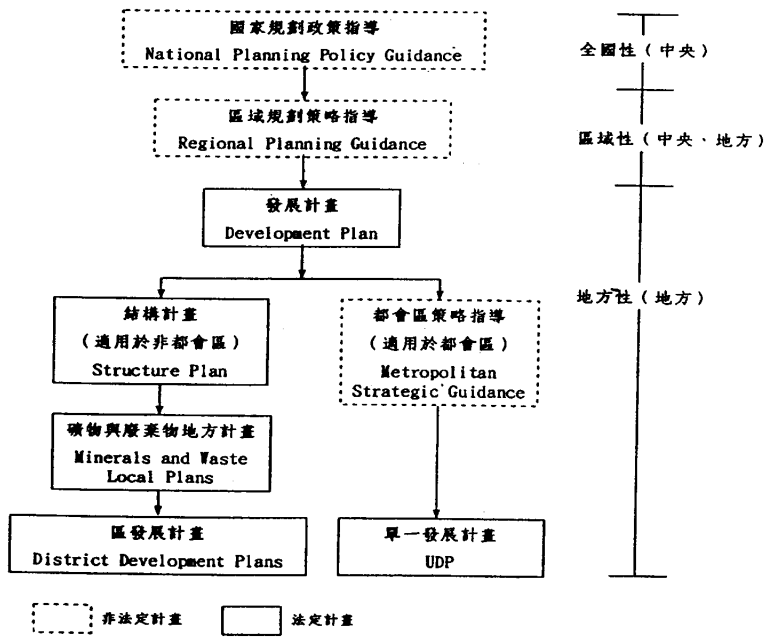 國家規劃政策指導
National Planning Policy Guidance
全國性(中央)
區域規劃策略指導
Regional Planning Guidance
區域性(中央、地方)
發展計畫
Development Plan
地方性(地方)
結構計畫
(適用於非都會區)
Structure Plan
都會區策略指導
(適用於都會區)
Metropolitan
Strategic Guidance
礦物與廢棄物地方計畫
Minerals and Waste
Local Plans
區發展計畫
District Development Plans
單一發展計畫
UDP
非法定計畫
法定計畫